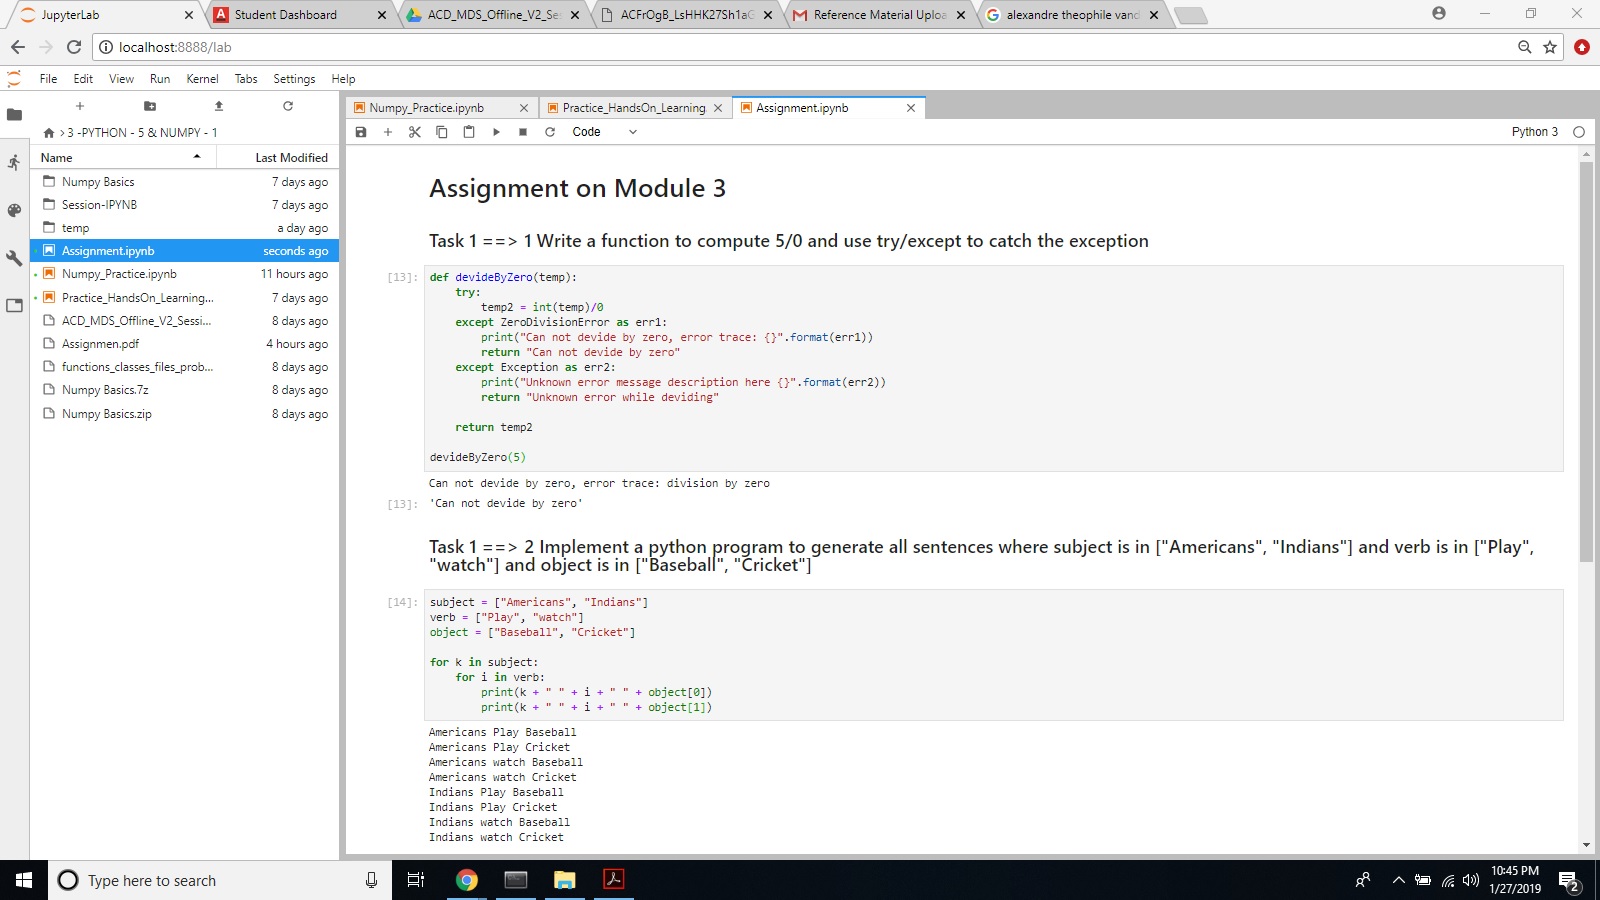 JupyterLab
Student Dashboard
ACD_MDS_Offline_V2_Se
ACFrOgB_LsHHK27Sh1a
Reference Material Uploa
alexandre theophile vand
localhost:8888/lab
File Edit View Run Kernel Tabs Settings Help
Numpy_Practice.ipynb
Practice_HandsOn_Learning.
Assignment.ipynb
> 3 -PYTHON - 5 & NUMPY - 1
Code
Python 3
Name Last Modified
Numpy Basics 7 days ago
Session-IPYNB 7 days ago
temp a day ago
Assignment.ipynb seconds ago
Numpy_Practice.ipynb 11 hours ago
Practice_HandsOn_Learning... 7 days ago
ACD_MDS_Offline_V2_Sessi... 8 days ago
Assignmen.pdf 4 hours ago
functions_classes_files_prob... 8 days ago
Numpy Basics.7z 8 days ago
Numpy Basics.zip 8 days ago
Assignment on Module 3
Task 1 ==> 1 Write a function to compute 5/0 and use try/except to catch the exception
[13]: def devideByZero(temp):
try:
temp2 = int(temp)/0
except ZeroDivisionError as err1:
print("Can not devide by zero, error trace: {}".format(err1))
return "Can not devide by zero"
except Exception as err2:
print("Unknown error message description here {}".format(err2))
return "Unknown error while deviding"
return temp2
devideByZero(5)
Can not devide by zero, error trace: division by zero
[13]: 'Can not devide by zero'
Task 1 ==> 2 Implement a python program to generate all sentences where subject is in ["Americans", "Indians"] and verb is in ["Play",
"watch"] and object is in ["Baseball", "Cricket"]
[14]: subject = ["Americans", "Indians"]
verb = ["Play", "watch"]
object = ["Baseball", "Cricket"]
for k in subject:
for i in verb:
print(k + " " + i + " " + object[0])
print(k + " " + i + " " + object[1])
Americans Play Baseball
Americans Play Cricket
Americans watch Baseball
Americans watch Cricket
Indians Play Baseball
Indians Play Cricket
Indians watch Baseball
Indians watch Cricket
Type here to search
10:45 PM
1/27/2019
2